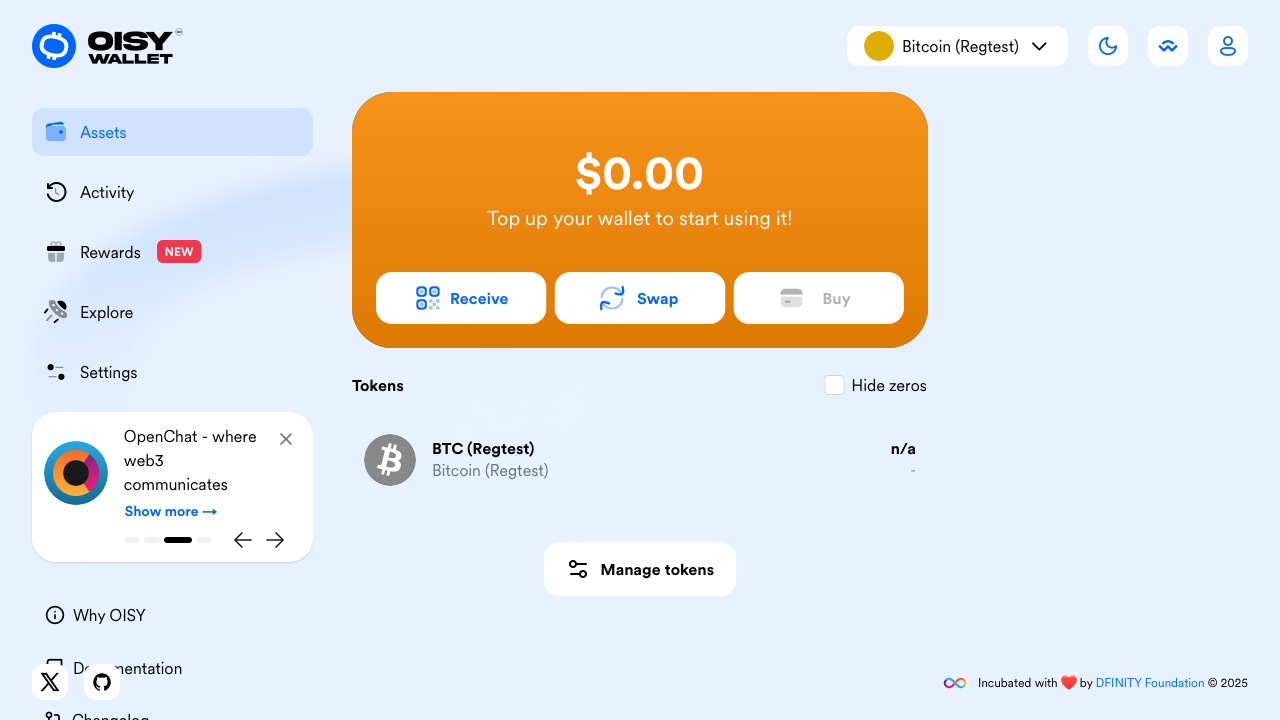 OISY
WALLET
Bitcoin (Regtest)
Assets
Activity
Rewards NEW
Explore
Settings
OpenChat - where
web3
communicates
Show more →
Why OISY
Documentation
Changelog
$0.00
Top up your wallet to start using it!
Receive
Swap
Buy
Tokens
Hide zeros
BTC (Regtest)
n/a
Bitcoin (Regtest)
-
Manage tokens
Incubated with ❤️ by DFINITY Foundation © 2025